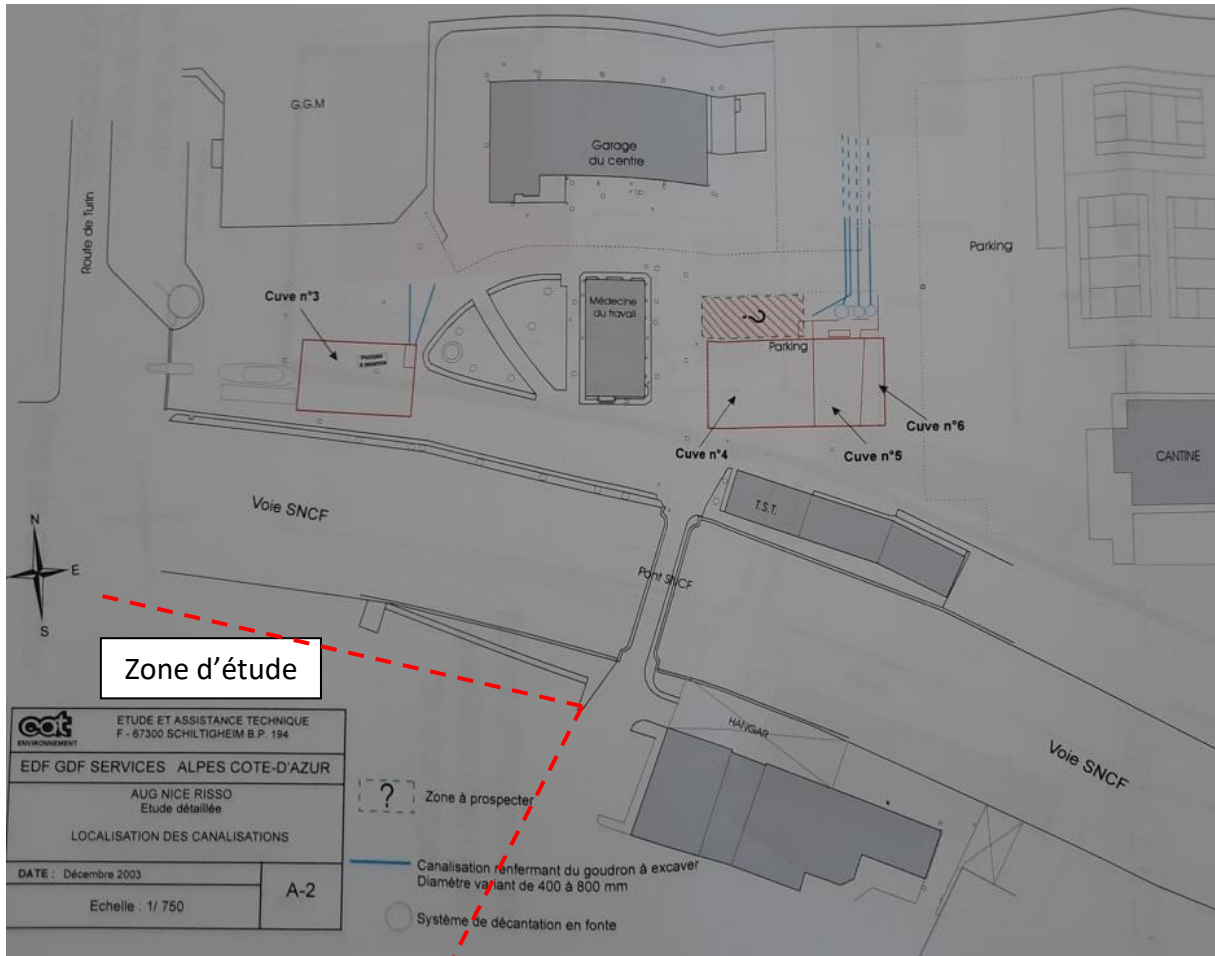 G.G.M
Garage
du centre
Route de Turin
Parking
Cuve n°3
Médecine
du travail
?
Parking
Cuve n°6
Cuve n°4
Cuve n°5
CANTINE
T.S.T.
Voie SNCF
N
E
S
Pont SNCF
Zone d'étude
HANGAR
Voie SNCF
eat
ENVIRONNEMENT
ETUDE ET ASSISTANCE TECHNIQUE
F - 67300 SCHILTIGHEIM B.P. 194
EDF GDF SERVICES ALPES COTE-D'AZUR
AUG NICE RISSO
Etude détaillée
LOCALISATION DES CANALISATIONS
DATE : Décembre 2003
Echelle : 1/ 750
A-2
?
Zone à prospecter
Canalisation renfermant du goudron à excaver
Diamètre variant de 400 à 800 mm
Système de décantation en fonte